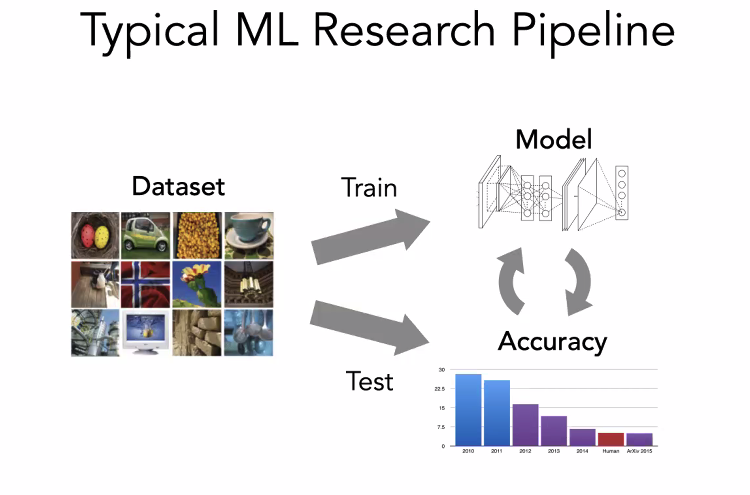 Typical ML Research Pipeline
Model
Dataset
Train
Accuracy
Test
30
22.5
15
7.5
0
2010
2011
2012
2013
2014
Human
ArXiv 2015